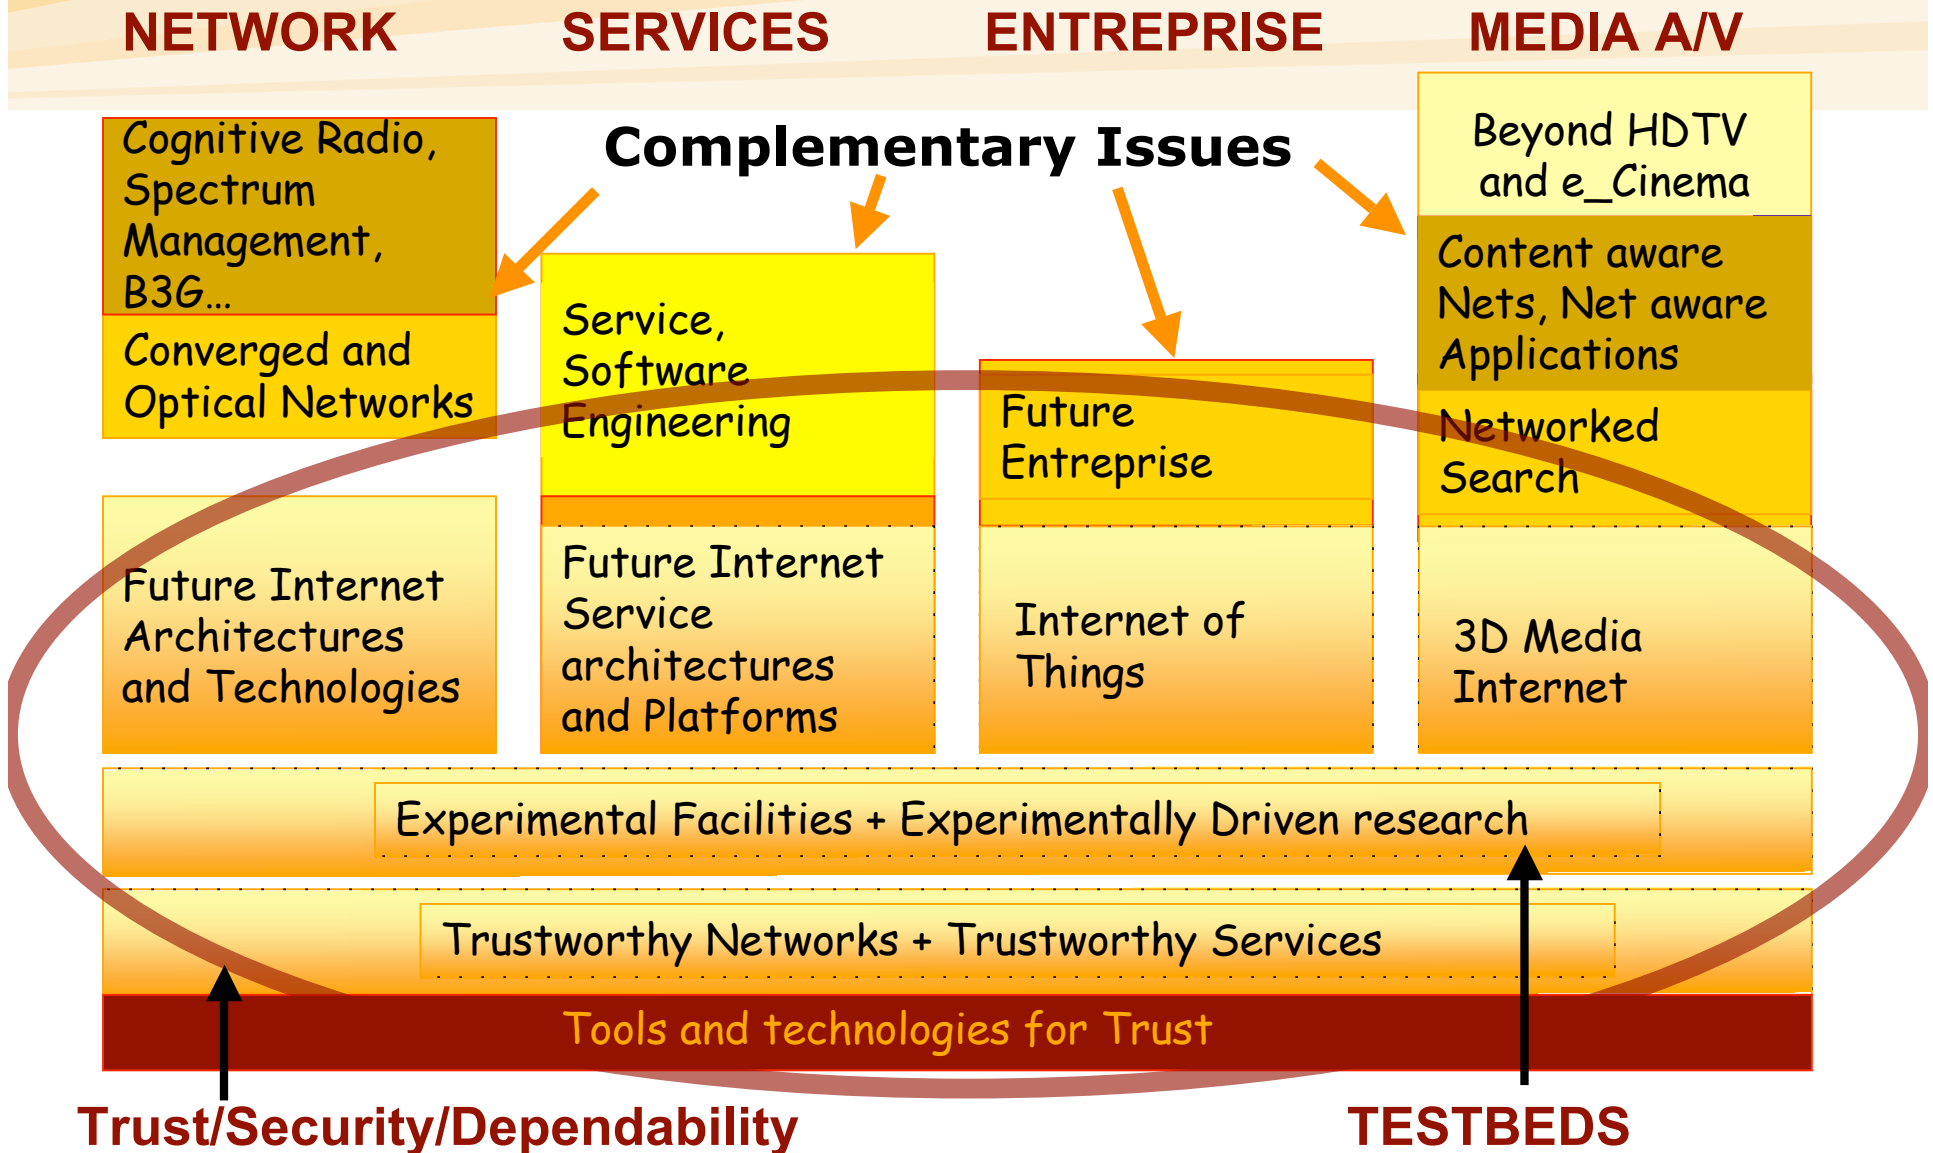 NETWORK SERVICES ENTREPRISE MEDIA A/V
Complementary Issues
Cognitive Radio,
Spectrum
Management,
B3G…
Converged and
Optical Networks
Service,
Software
Engineering
Future
Entreprise
Beyond HDTV
and e_Cinema
Content aware
Nets, Net aware
Applications
Networked
Search
Future Internet
Architectures
and Technologies
Future Internet
Service
architectures
and Platforms
Internet of
Things
3D Media
Internet
Experimental Facilities + Experimentally Driven research
Trustworthy Networks + Trustworthy Services
Tools and technologies for Trust
Trust/Security/Dependability
TESTBEDS